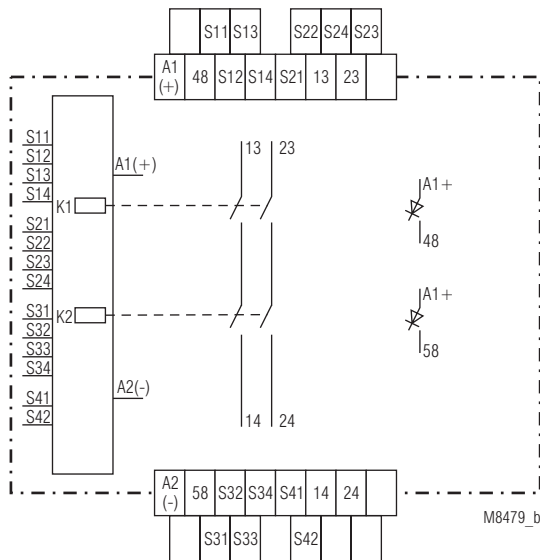 S11 S13 S22 S24 S23
A1 (+) 48 S12 S14 S21 13 23
S11
S12
S13
S14
S21
S22
S23
S24
S31
S32
S33
S34
S41
S42
A1(+)
K1
K2
A2(-)
13 23
14 24
A1+
48
A1+
58
A2 (-) 58 S32 S34 S41 14 24
S31 S33 S42
M8479_b